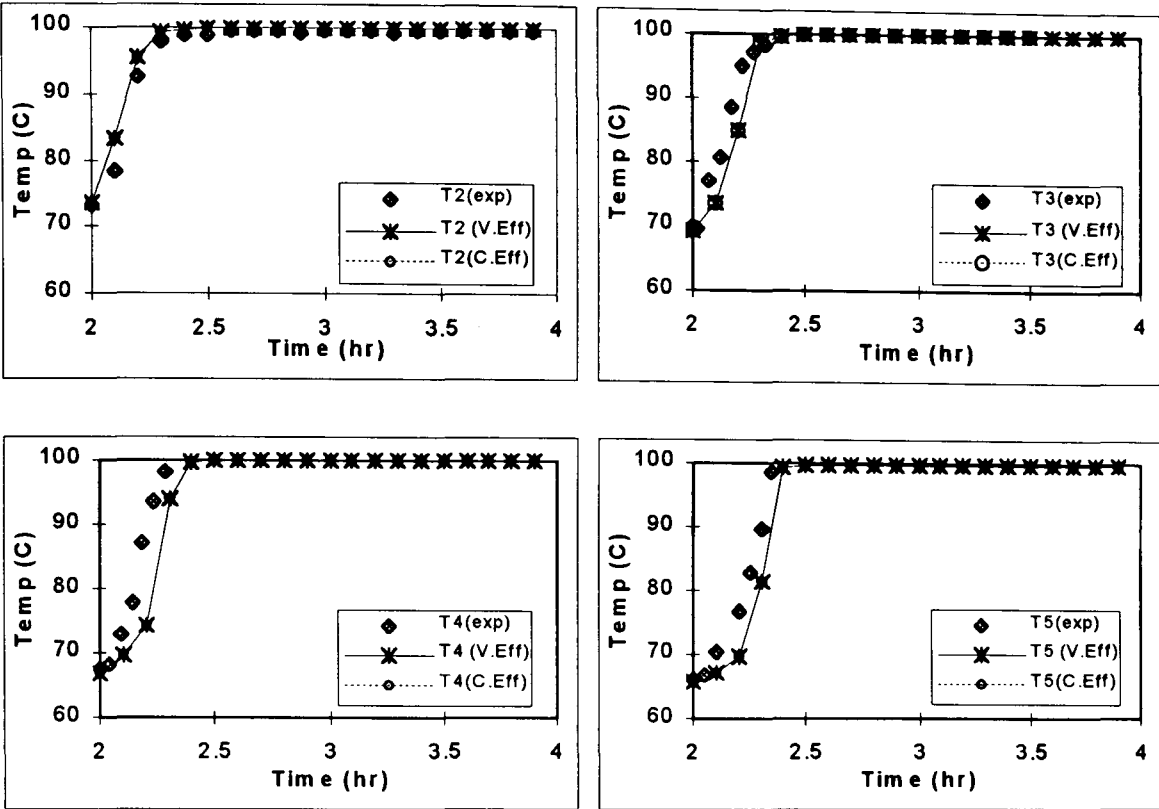 100
90
80
70
60
Temp (C)
T2(exp)
T2 (V.Eff)
T2(C.Eff)
2
2.5
3
3.5
4
Time (hr)
100
90
80
70
60
Temp (C)
T3(exp)
T3 (V.Eff)
T3(C.Eff)
2
2.5
3
3.5
4
Time (hr)
100
90
80
70
60
Temp (C)
T4(exp)
T4 (V.Eff)
T4(C.Eff)
2
2.5
3
3.5
4
Time (hr)
100
90
80
70
60
Temp (C)
T5(exp)
T5 (V.Eff)
T5(C.Eff)
2
2.5
3
3.5
4
Time (hr)